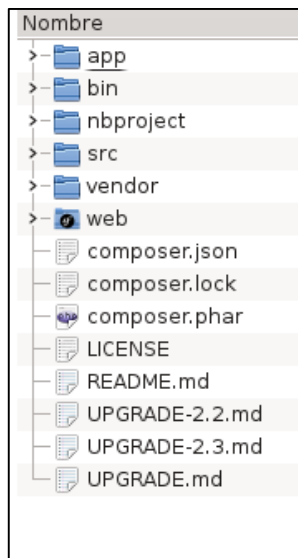 Nombre
app
bin
nbproject
src
vendor
web
composer.json
composer.lock
composer.phar
LICENSE
README.md
UPGRADE-2.2.md
UPGRADE-2.3.md
UPGRADE.md